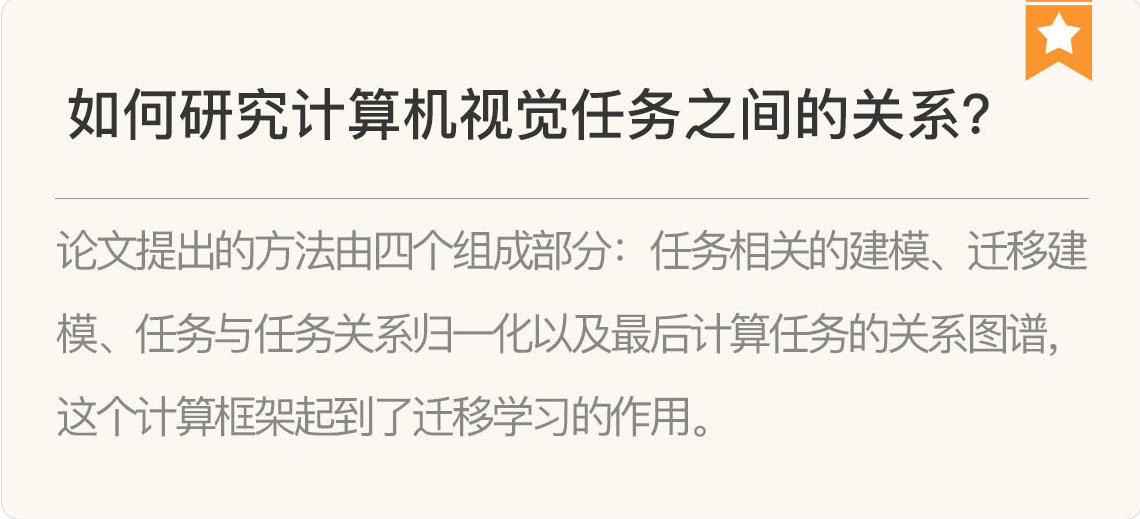 如何研究计算机视觉任务之间的关系？
论文提出的方法由四个组成部分：任务相关的建模、迁移建
模、任务与任务关系归一化以及最后计算任务的关系图谱，
这个计算框架起到了迁移学习的作用。